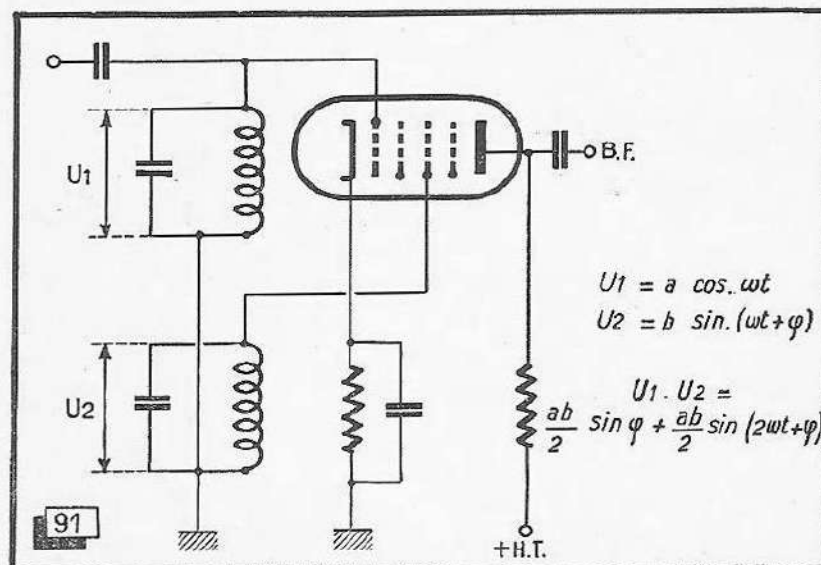 U1
B.F.
U1 = a cos. ωt
U2 = b sin. (ωt+φ)
U2
U1 . U2 =
ab/2 sin φ + ab/2 sin (2ωt+φ)
91
+H.T.